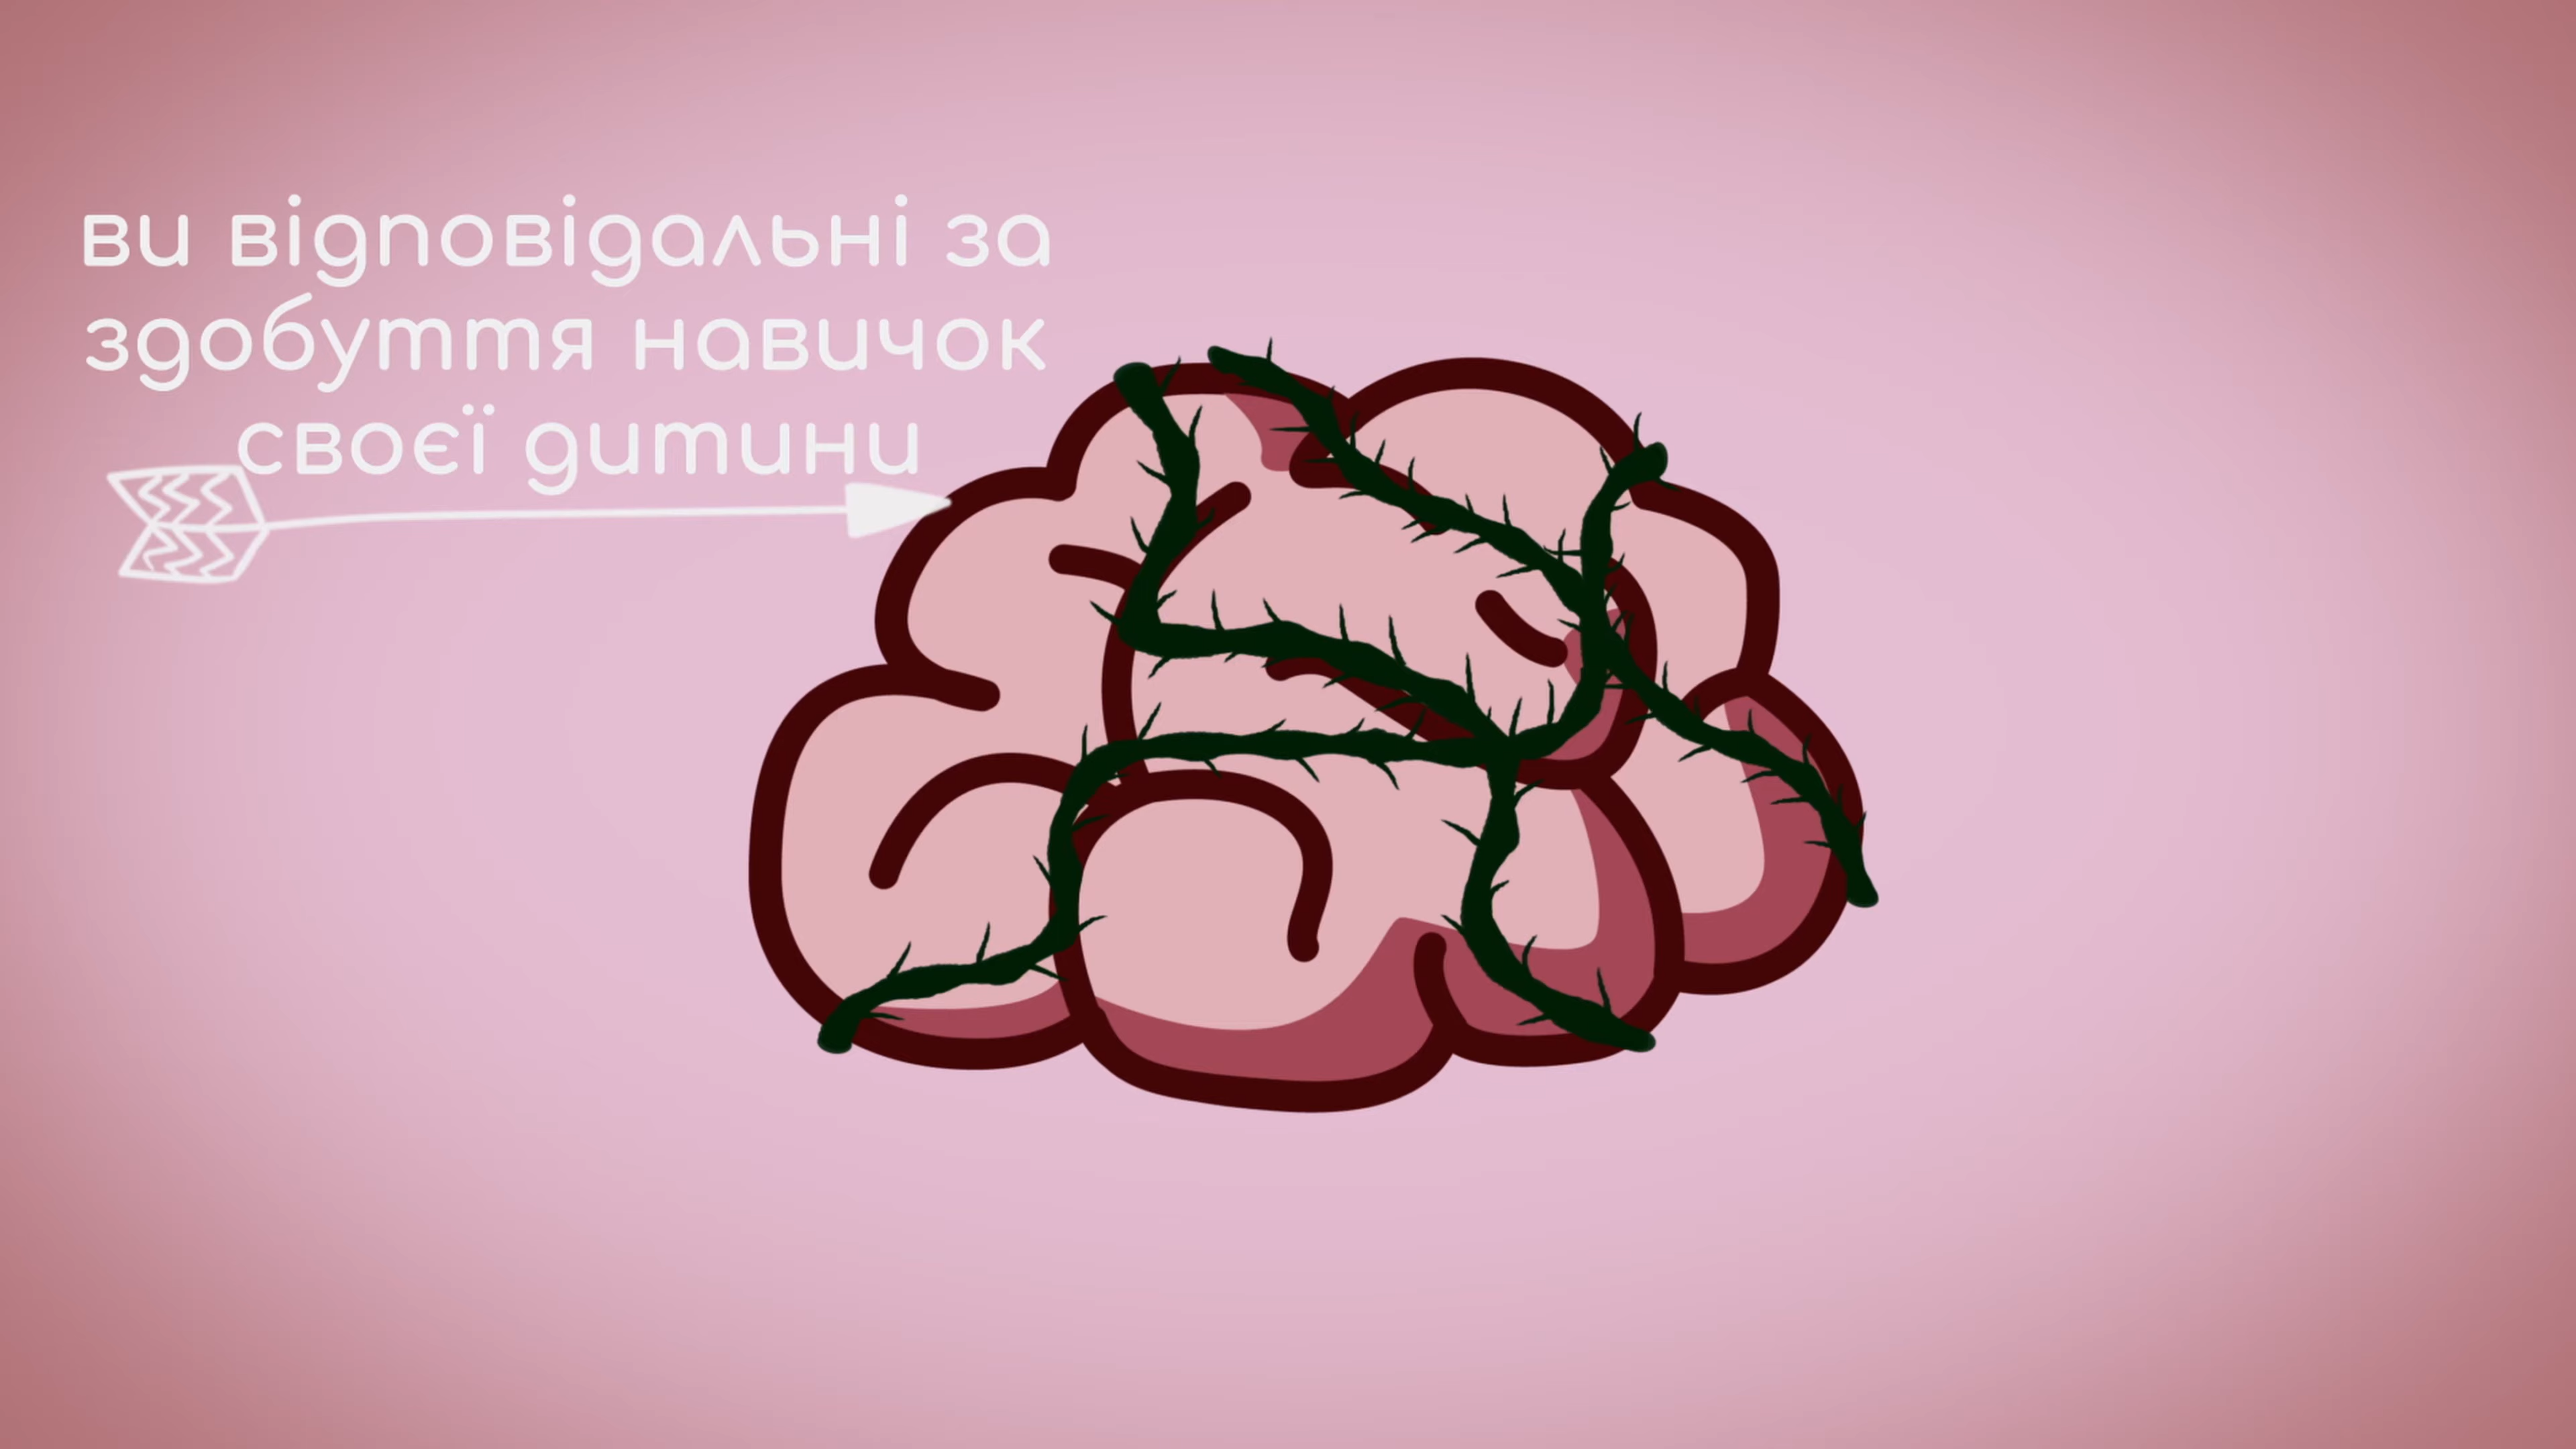 ви відповідальні за
здобуття навичок
своєї дитини